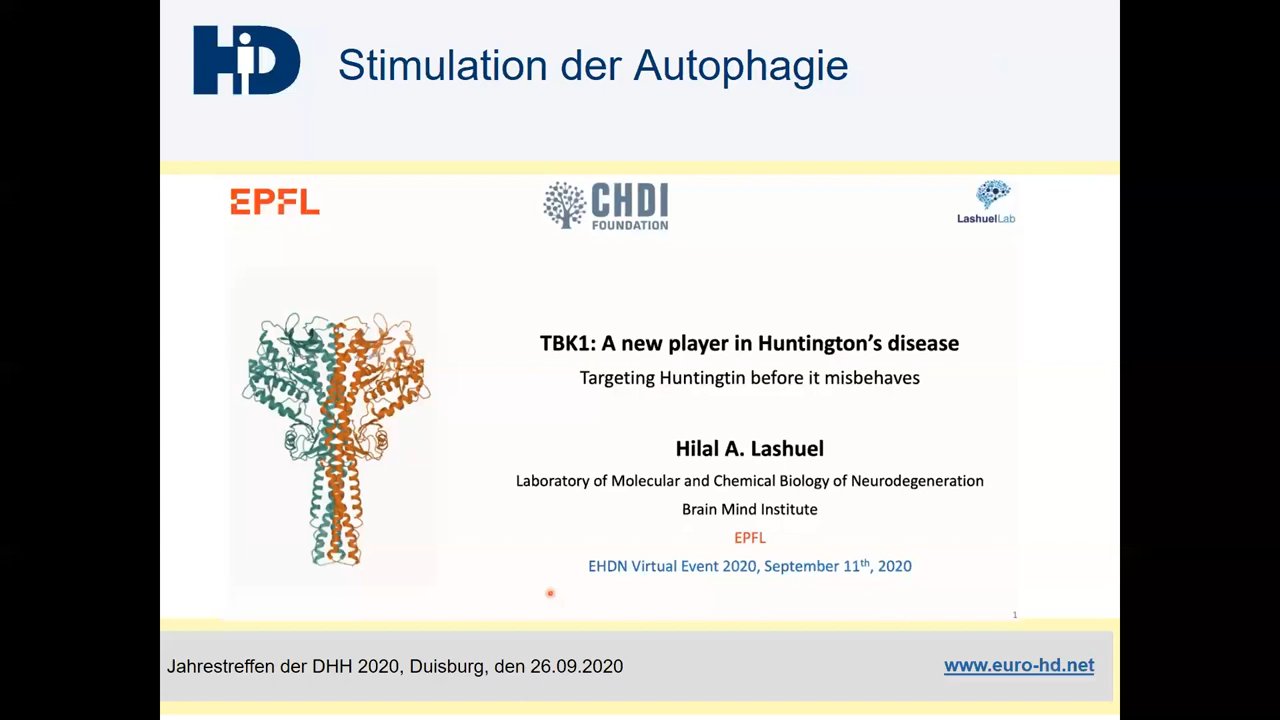 HD
Stimulation der Autophagie
EPFL
CHDI
FOUNDATION
LashuelLab
TBK1: A new player in Huntington's disease
Targeting Huntingtin before it misbehaves
Hilal A. Lashuel
Laboratory of Molecular and Chemical Biology of Neurodegeneration
Brain Mind Institute
EPFL
EHDN Virtual Event 2020, September 11th, 2020
1
Jahrestreffen der DHH 2020, Duisburg, den 26.09.2020
www.euro-hd.net